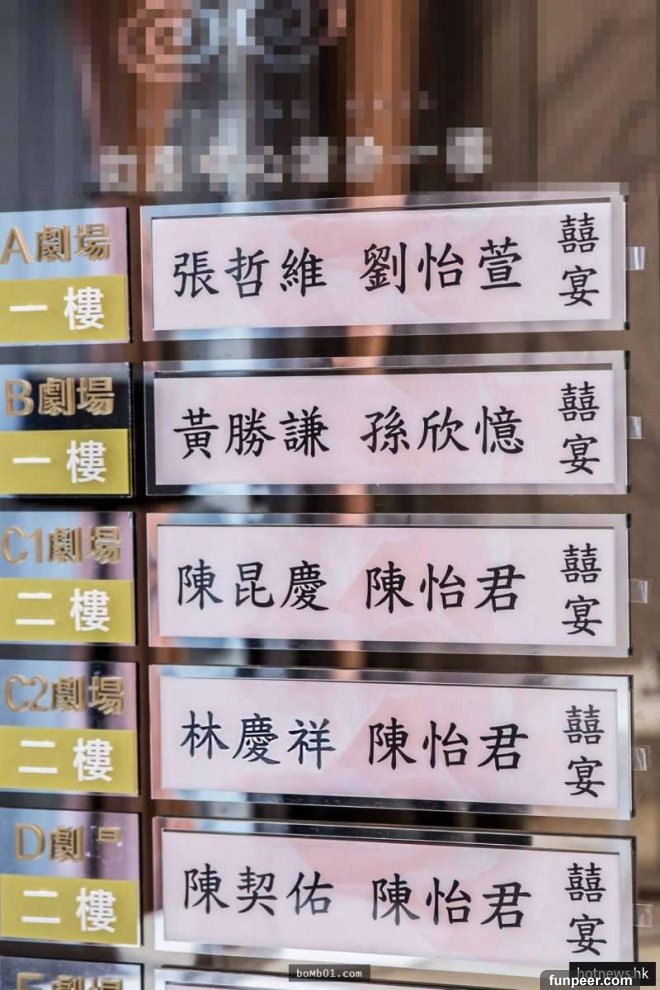 A劇場
一樓
張哲維 劉怡萱 囍宴
B劇場
一樓
黃勝謙 孫欣憶 囍宴
C1劇場
二樓
陳昆慶 陳怡君 囍宴
C2劇場
二樓
林慶祥 陳怡君 囍宴
D劇場
二樓
陳契佑 陳怡君 囍宴
boMb01.com
hotnews.hk
funpeer.com